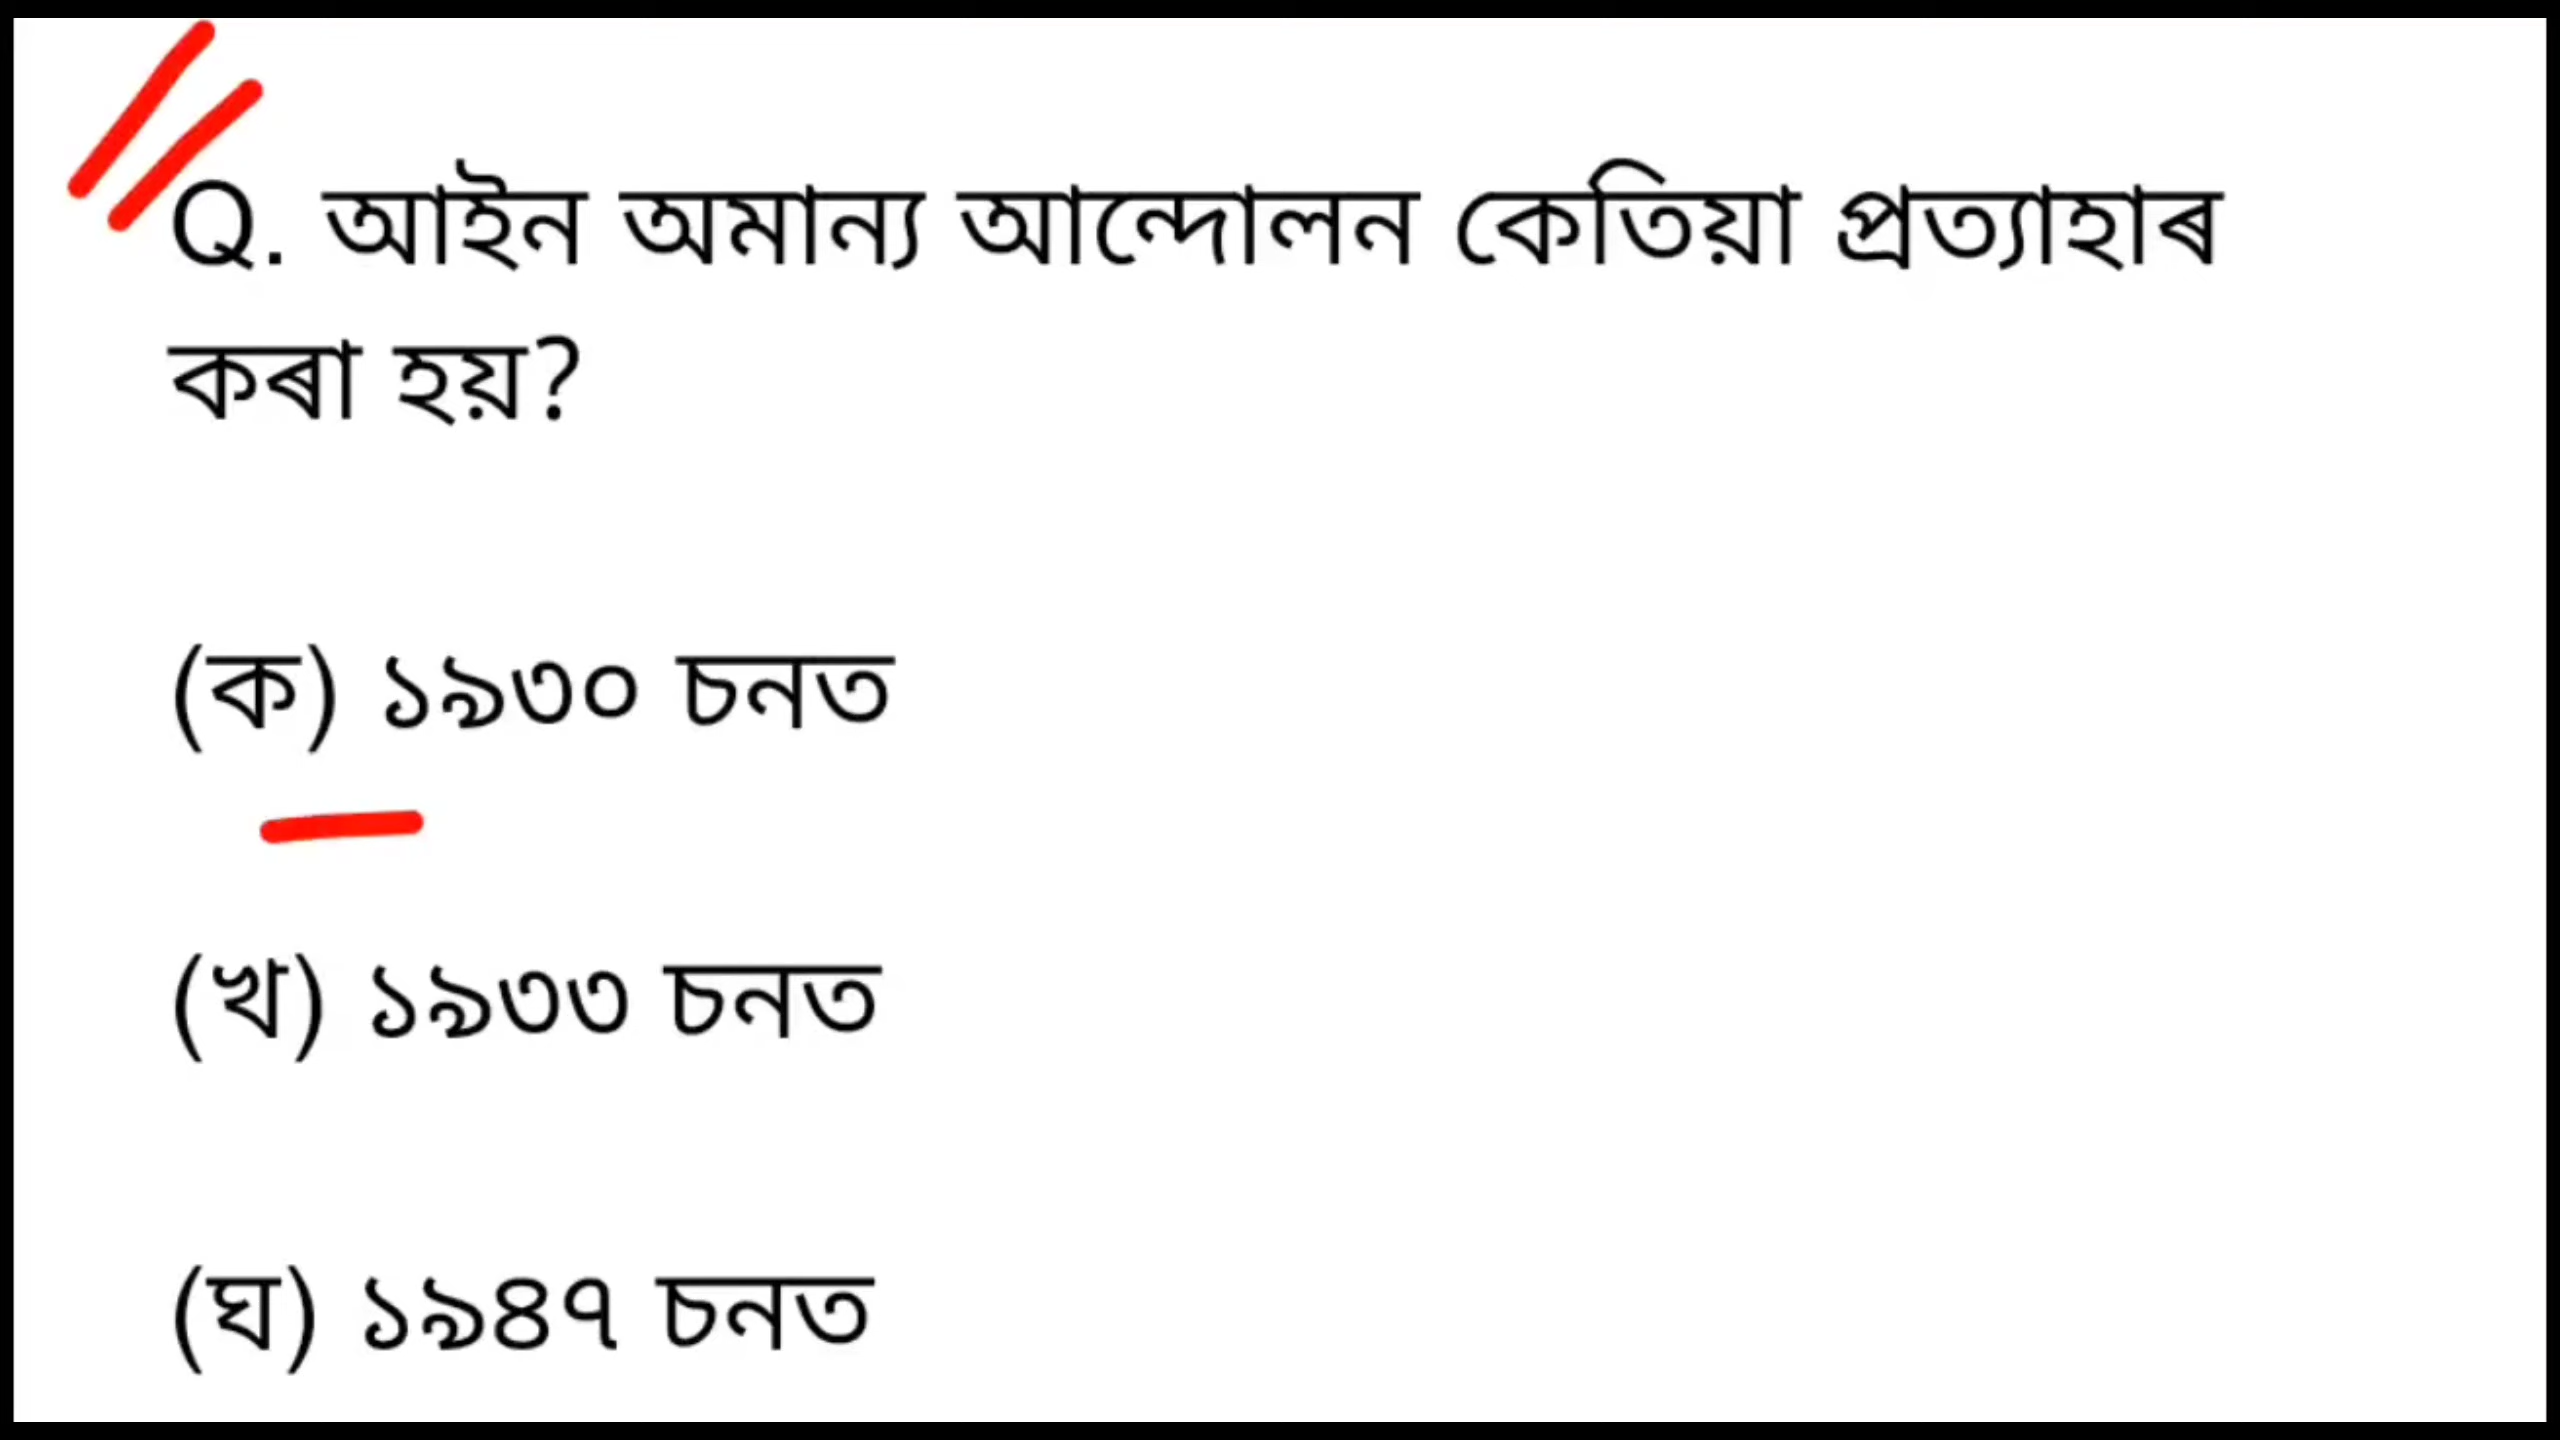 Q. আইন অমান্য আন্দোলন কেতিয়া প্ৰত্যাহাৰ
কৰা হয়?
(ক) ১৯৩০ চনত
(খ) ১৯৩৩ চনত
(ঘ) ১৯৪৭ চনত